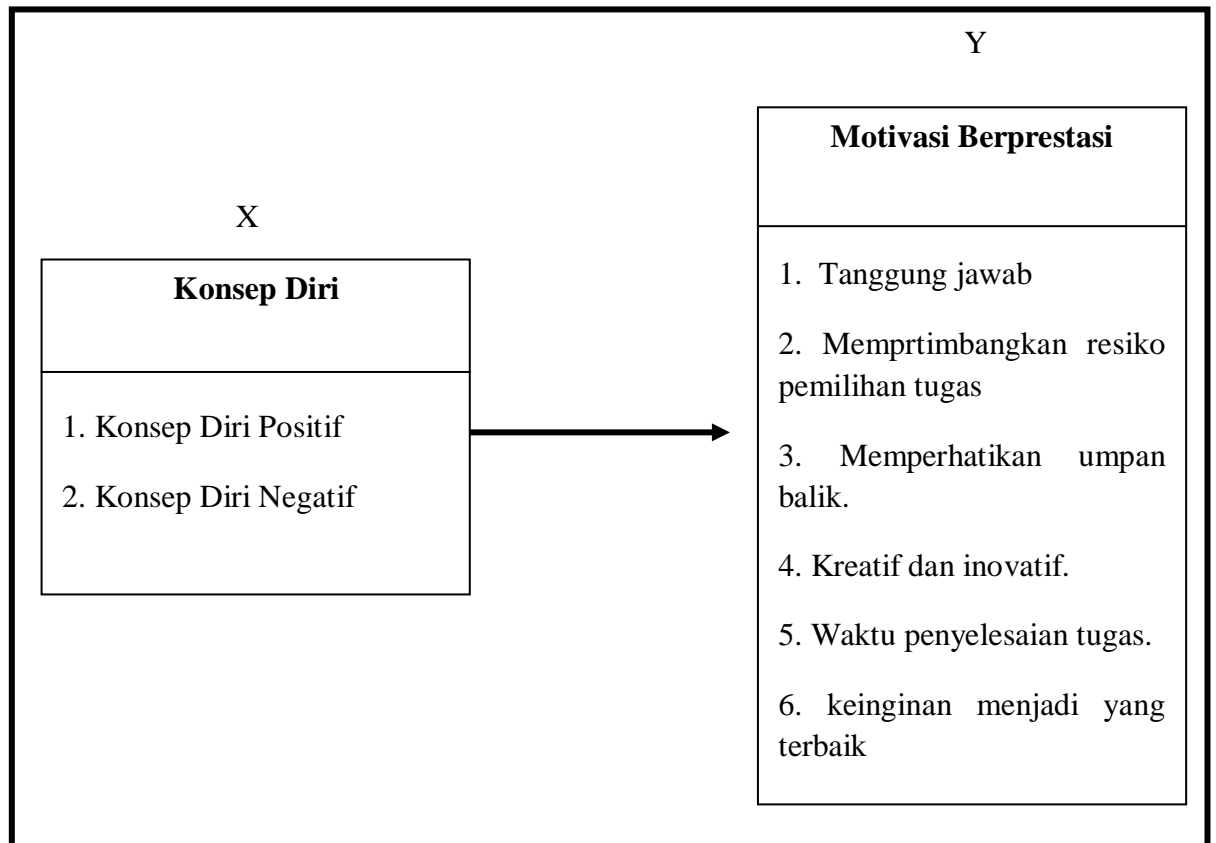 X
Konsep Diri
1. Konsep Diri Positif
2. Konsep Diri Negatif
Y
Motivasi Berprestasi
1. Tanggung jawab
2. Memprtimbangkan resiko
pemilihan tugas
3. Memperhatikan umpan
balik.
4. Kreatif dan inovatif.
5. Waktu penyelesaian tugas.
6. keinginan menjadi yang
terbaik